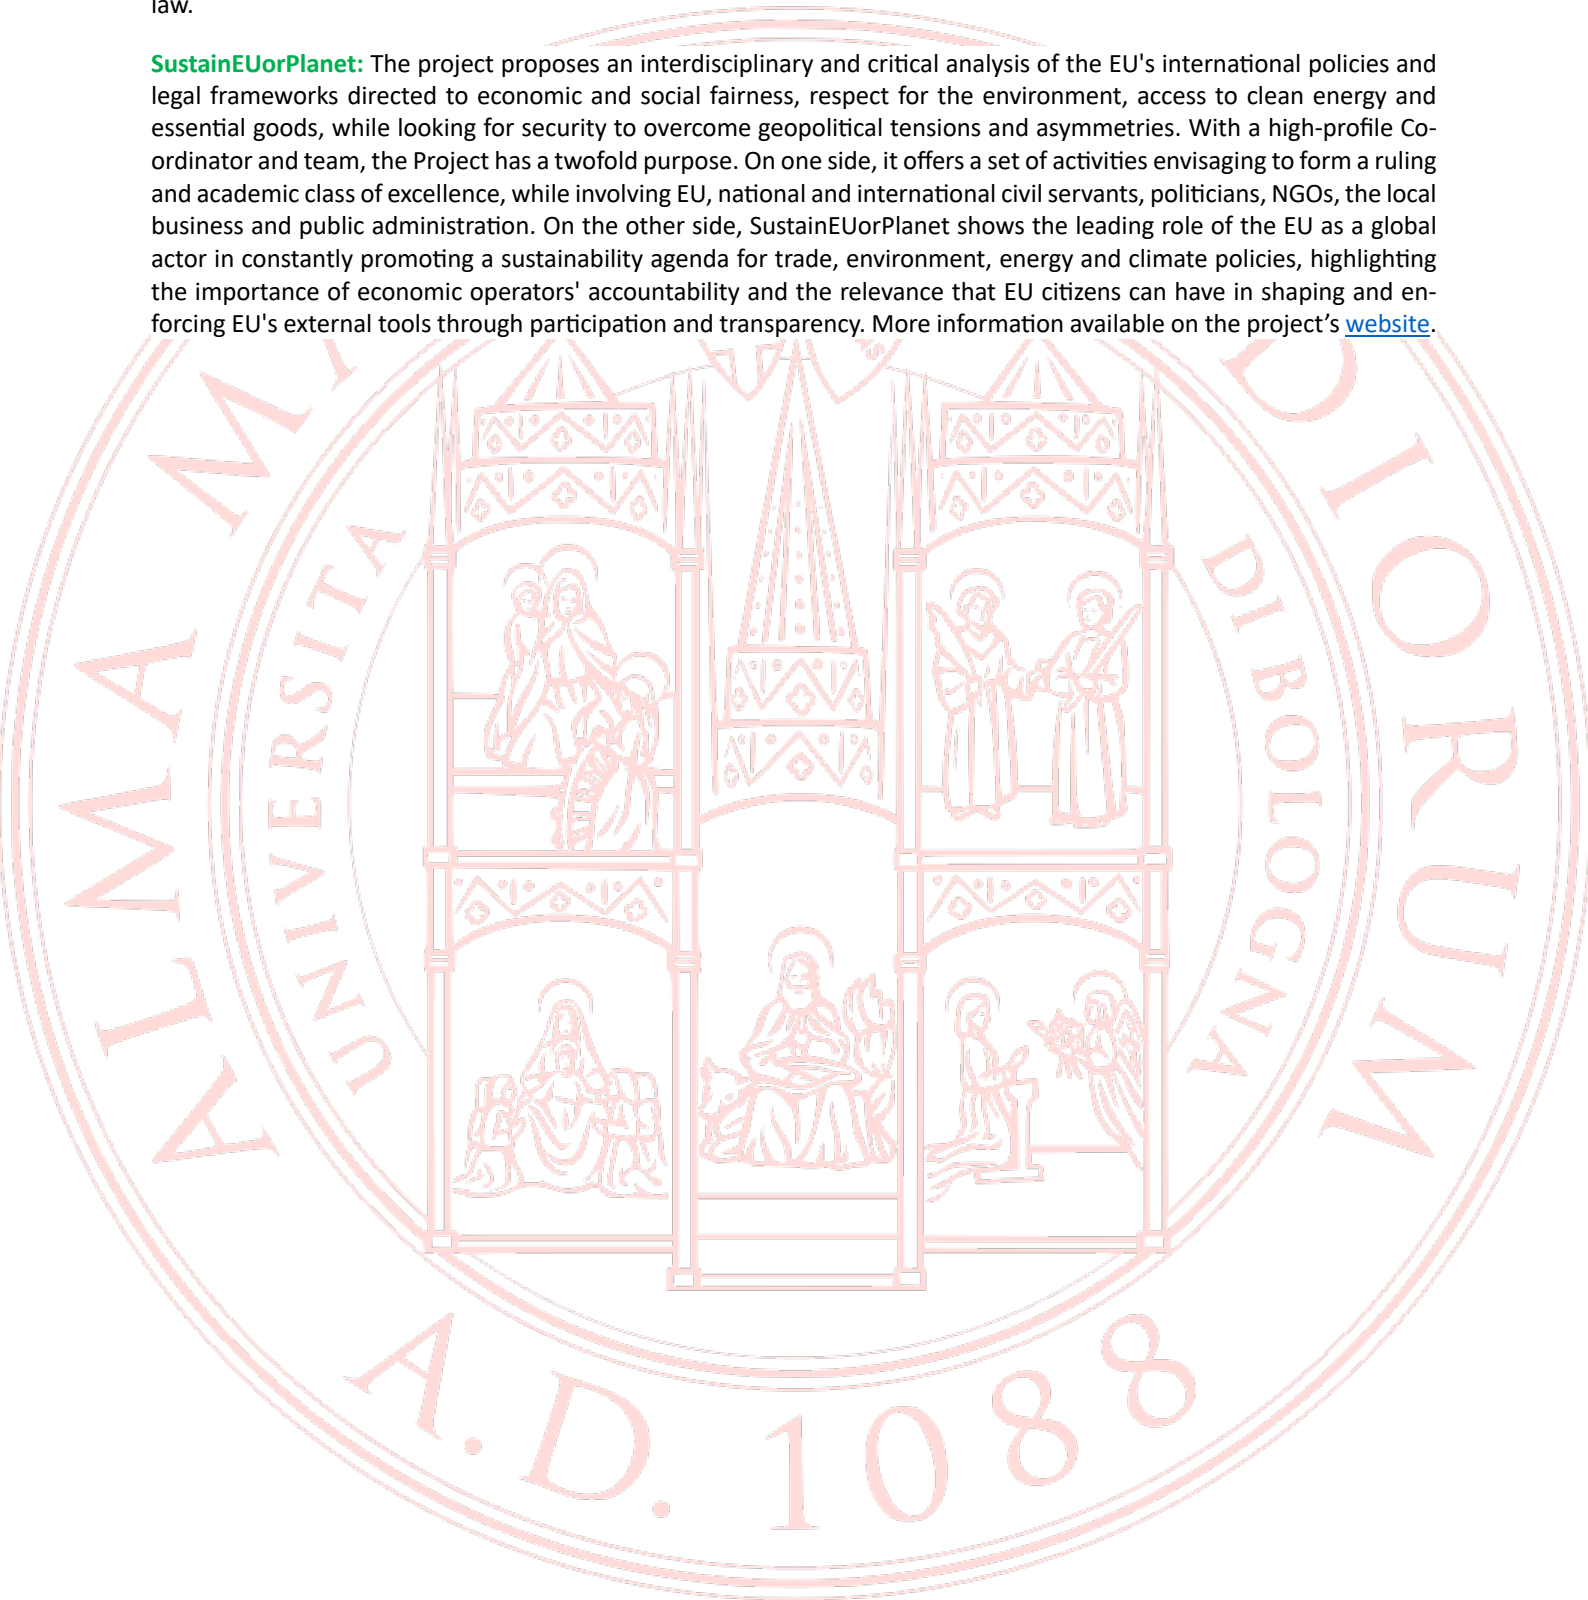 law.
SustainEUorPlanet: The project proposes an interdisciplinary and critical analysis of the EU's international policies and
legal frameworks directed to economic and social fairness, respect for the environment, access to clean energy and
essential goods, while looking for security to overcome geopolitical tensions and asymmetries. With a high-profile Co-
ordinator and team, the Project has a twofold purpose. On one side, it offers a set of activities envisaging to form a ruling
and academic class of excellence, while involving EU, national and international civil servants, politicians, NGOs, the local
business and public administration. On the other side, SustainEUorPlanet shows the leading role of the EU as a global
actor in constantly promoting a sustainability agenda for trade, environment, energy and climate policies, highlighting
the importance of economic operators' accountability and the relevance that EU citizens can have in shaping and en-
forcing EU's external tools through participation and transparency. More information available on the project's website.
ALMA
DIORUM
UNIVERSITA
DI BOLOGNA
A.D. 1088